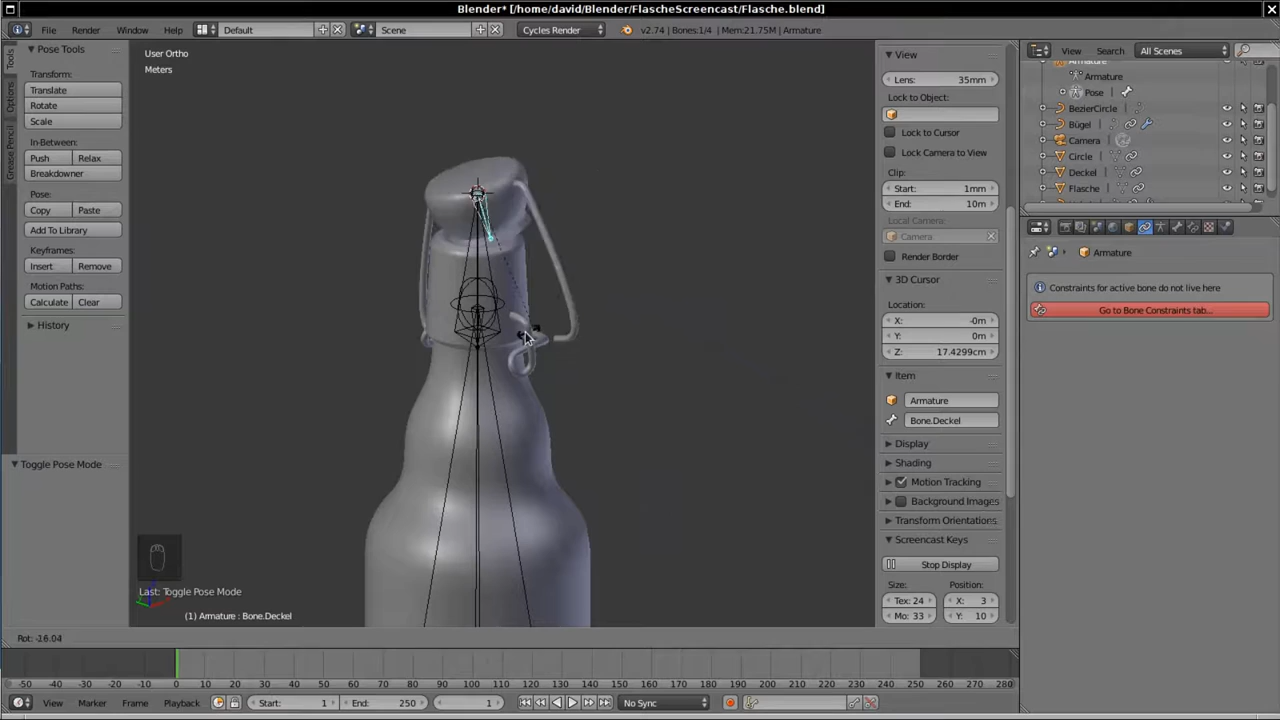 Blender* [/home/david/Blender/FlascheScreencast/Flasche.blend]
File Render Window Help Default Scene Cycles Render v2.74 | Bones:1/4 | Mem:21.75M | Armature
View Search All Scenes
Tools
Options
Grease Pencil
Pose Tools
Transform:
Translate
Rotate
Scale
In-Between:
Push Relax
Breakdowner
Pose:
Copy Paste
Add To Library
Keyframes:
Insert Remove
Motion Paths:
Calculate Clear
History
Toggle Pose Mode
User Ortho
Meters
Last: Toggle Pose Mode
(1) Armature : Bone.Deckel
View
Lens: 35mm
Lock to Object:
Lock to Cursor
Lock Camera to View
Clip:
Start: 1mm
End: 10m
Local Camera:
Camera
Render Border
3D Cursor
Location:
X: -0m
Y: 0m
Z: 17.4299cm
Item
Armature
Bone.Deckel
Display
Shading
Motion Tracking
Background Images
Transform Orientations
Screencast Keys
Stop Display
Size: Position:
Tex: 24 X: 3
Mo: 33 Y: 10
Armature
Armature
Pose
BezierCircle
Bügel
Camera
Circle
Deckel
Flasche
Armature
Constraints for active bone do not live here
Go to Bone Constraints tab...
Rot: -16.04
-50 -40 -30 -20 -10 0 10 20 30 40 50 60 70 80 90 100 110 120 130 140 150 160 170 180 190 200 210 220 230 240 250 260 270 280
View Marker Frame Playback Start: 1 End: 250 1 No Sync